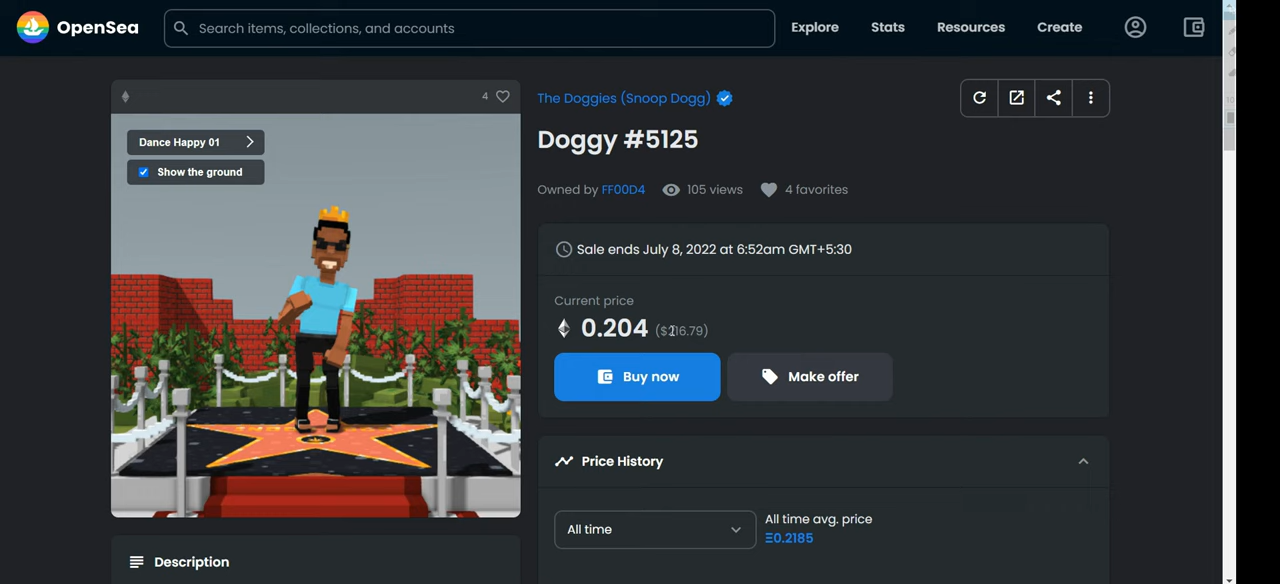 OpenSea
Search items, collections, and accounts
Explore
Stats
Resources
Create
4
Dance Happy 01
Show the ground
The Doggies (Snoop Dogg)
Doggy #5125
Owned by FF00D4
105 views
4 favorites
Sale ends July 8, 2022 at 6:52am GMT+5:30
Current price
0.204 ($216.79)
Buy now
Make offer
Price History
All time
All time avg. price
Ξ0.2185
Description